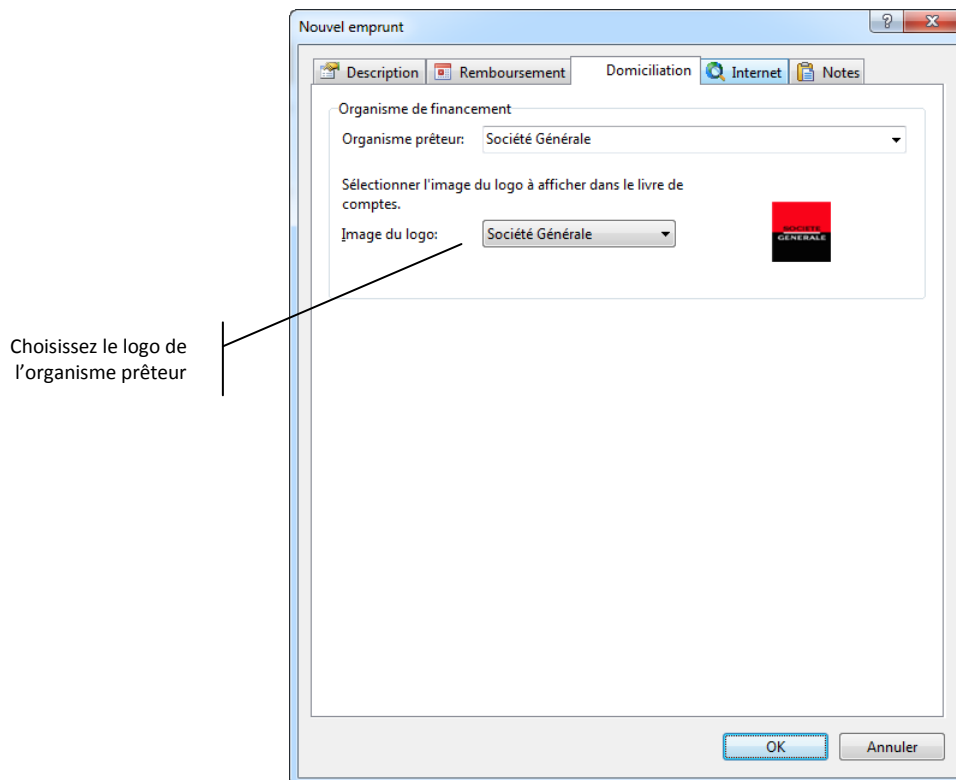 Nouvel emprunt
Description Remboursement Domiciliation Internet Notes
Organisme de financement
Organisme prêteur: Société Générale
Sélectionner l'image du logo à afficher dans le livre de
comptes.
Image du logo: Société Générale
SOCIETE
GENERALE
Choisissez le logo de
l’organisme prêteur
OK Annuler